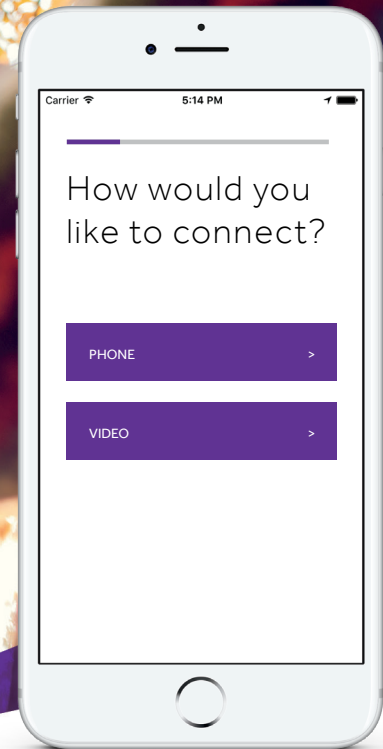 Carrier 5:14 PM
How would you
like to connect?
PHONE >
VIDEO >